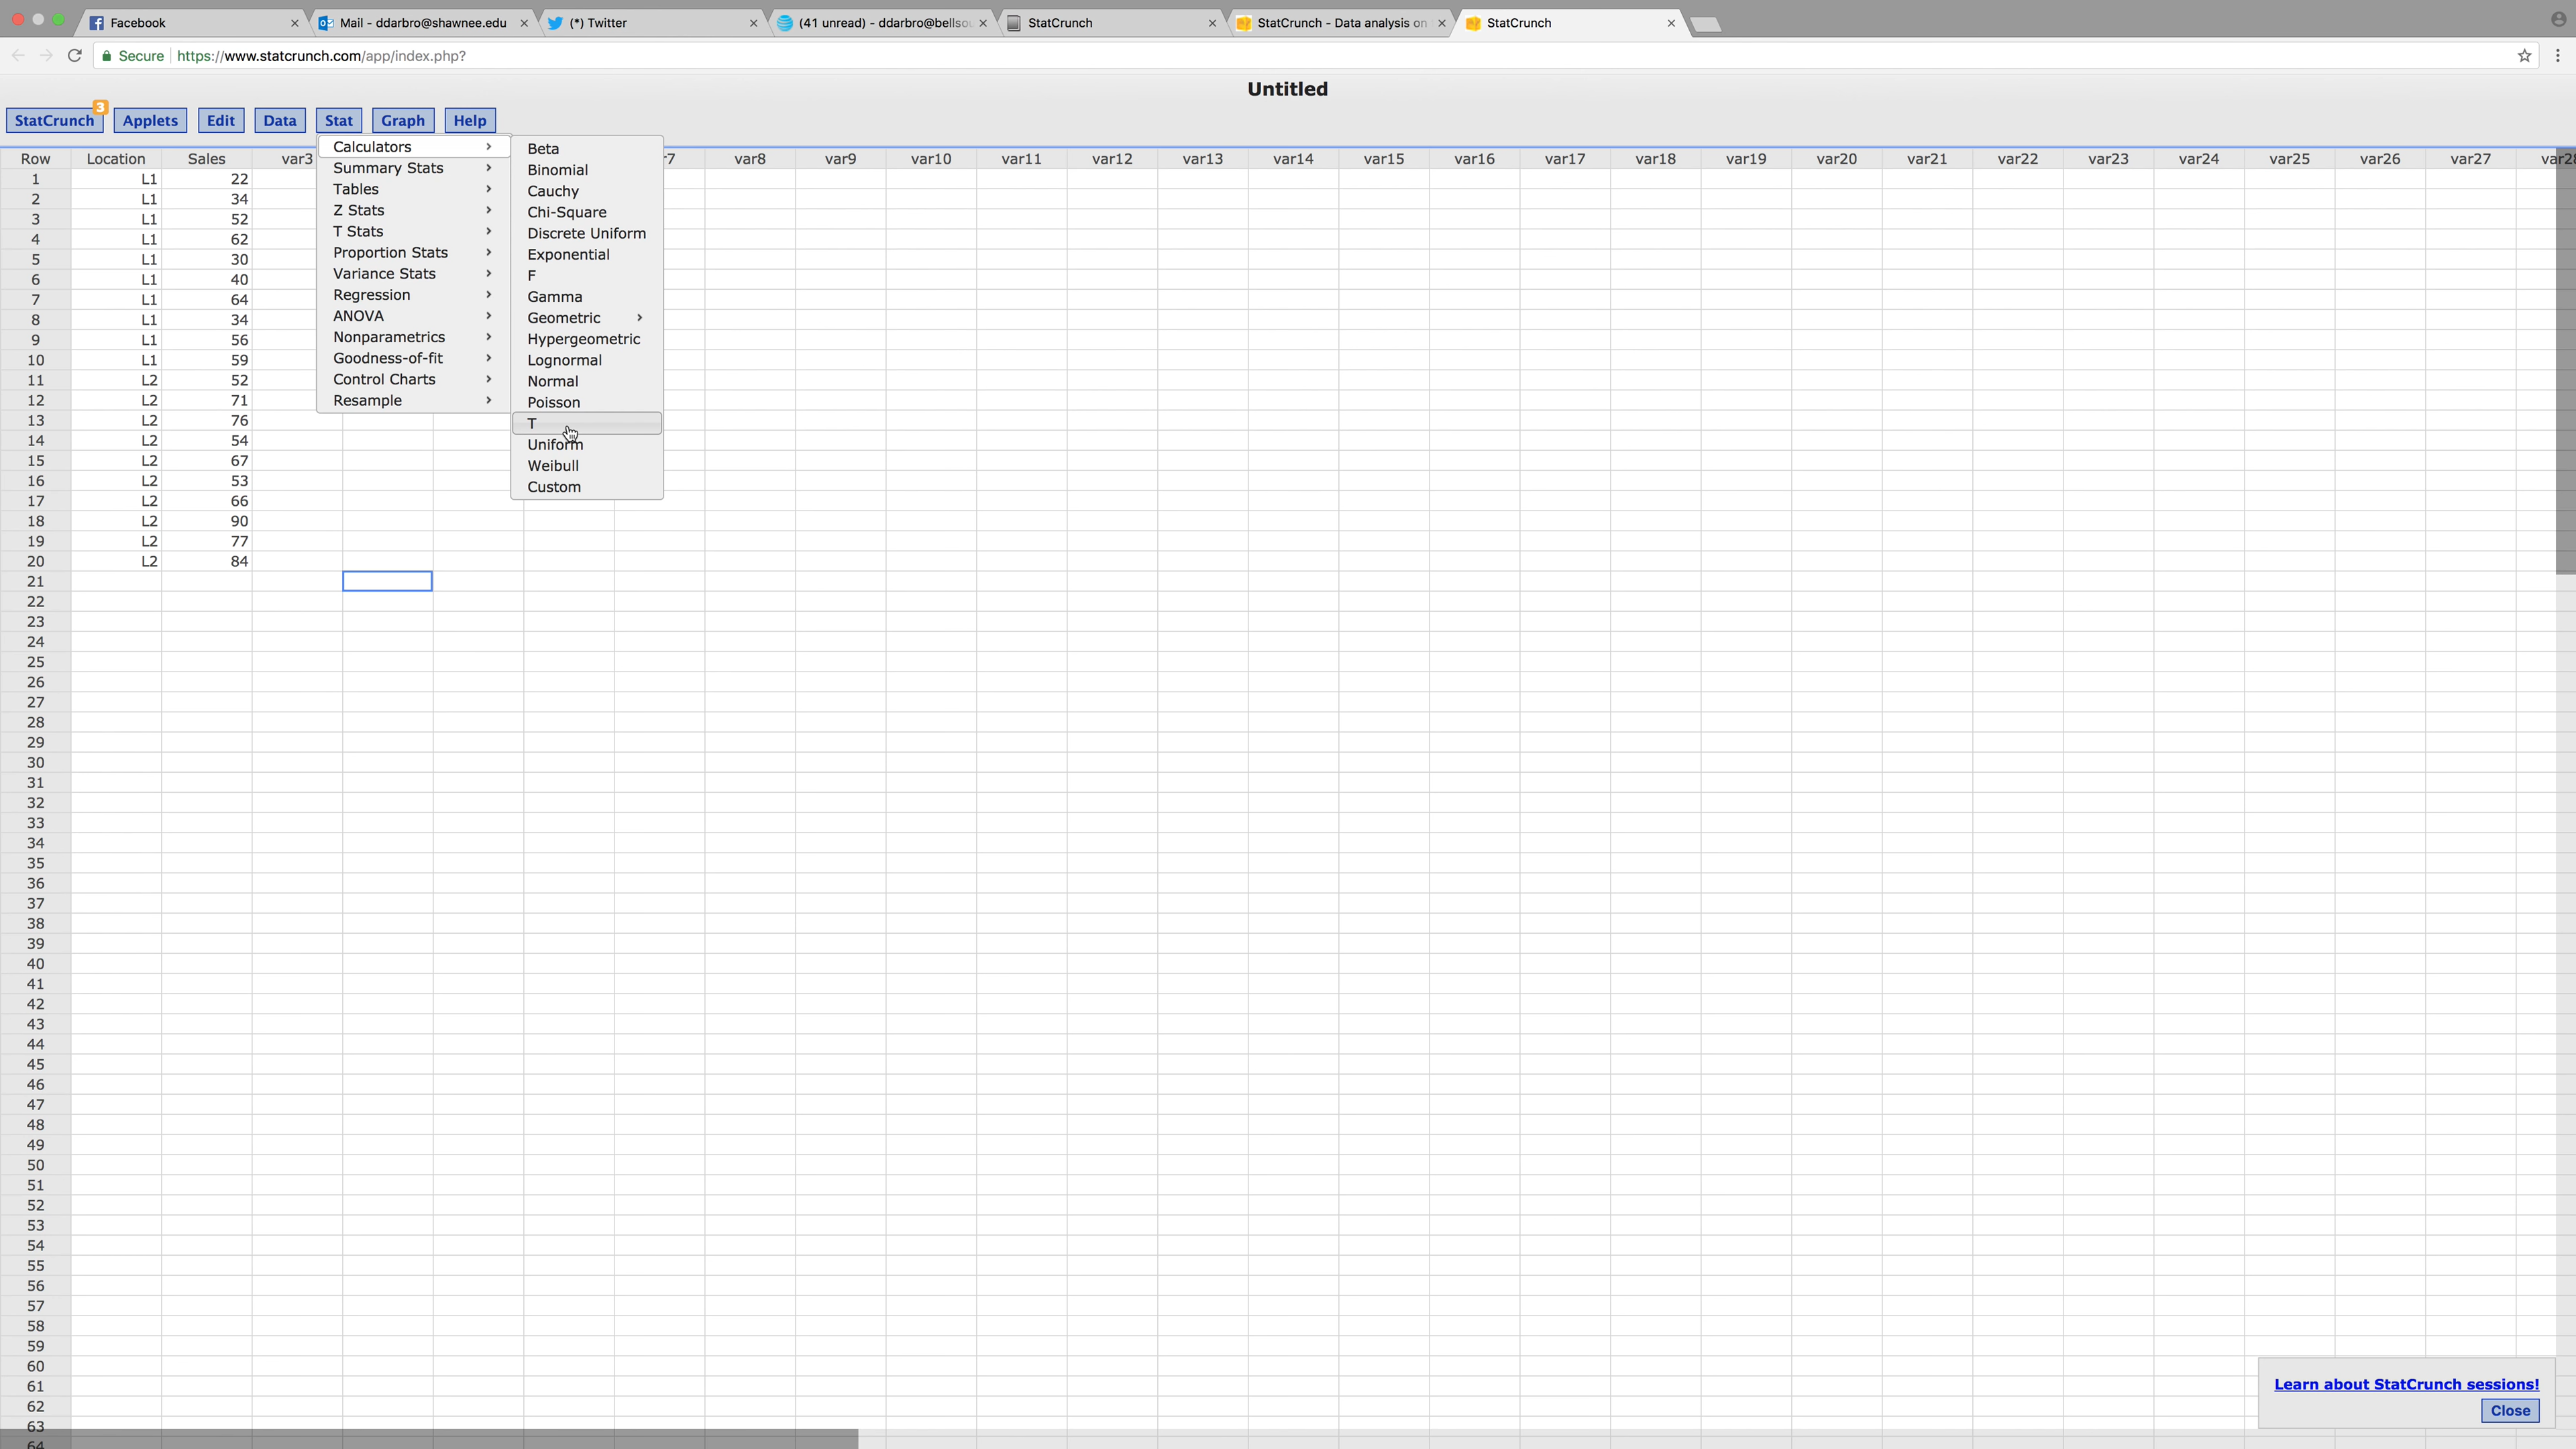 Facebook
Mail - ddarbro@shawnee.edu
(*) Twitter
(41 unread) - ddarbro@bellsou
StatCrunch
StatCrunch - Data analysis on
StatCrunch
Secure https://www.statcrunch.com/app/index.php?
Untitled
StatCrunch 3 Applets Edit Data Stat Graph Help
Calculators
Summary Stats
Tables
Z Stats
T Stats
Proportion Stats
Variance Stats
Regression
ANOVA
Nonparametrics
Goodness-of-fit
Control Charts
Resample
Beta
Binomial
Cauchy
Chi-Square
Discrete Uniform
Exponential
F
Gamma
Geometric
Hypergeometric
Lognormal
Normal
Poisson
T
Uniform
Weibull
Custom
Row Location Sales var3 r7 var8 var9 var10 var11 var12 var13 var14 var15 var16 var17 var18 var19 var20 var21 var22 var23 var24 var25 var26 var27 var28
1 L1 22
2 L1 34
3 L1 52
4 L1 62
5 L1 30
6 L1 40
7 L1 64
8 L1 34
9 L1 56
10 L1 59
11 L2 52
12 L2 71
13 L2 76
14 L2 54
15 L2 67
16 L2 53
17 L2 66
18 L2 90
19 L2 77
20 L2 84
21
22
23
24
25
26
27
28
29
30
31
32
33
34
35
36
37
38
39
40
41
42
43
44
45
46
47
48
49
50
51
52
53
54
55
56
57
58
59
60
61
62
63
64
Learn about StatCrunch sessions!
Close